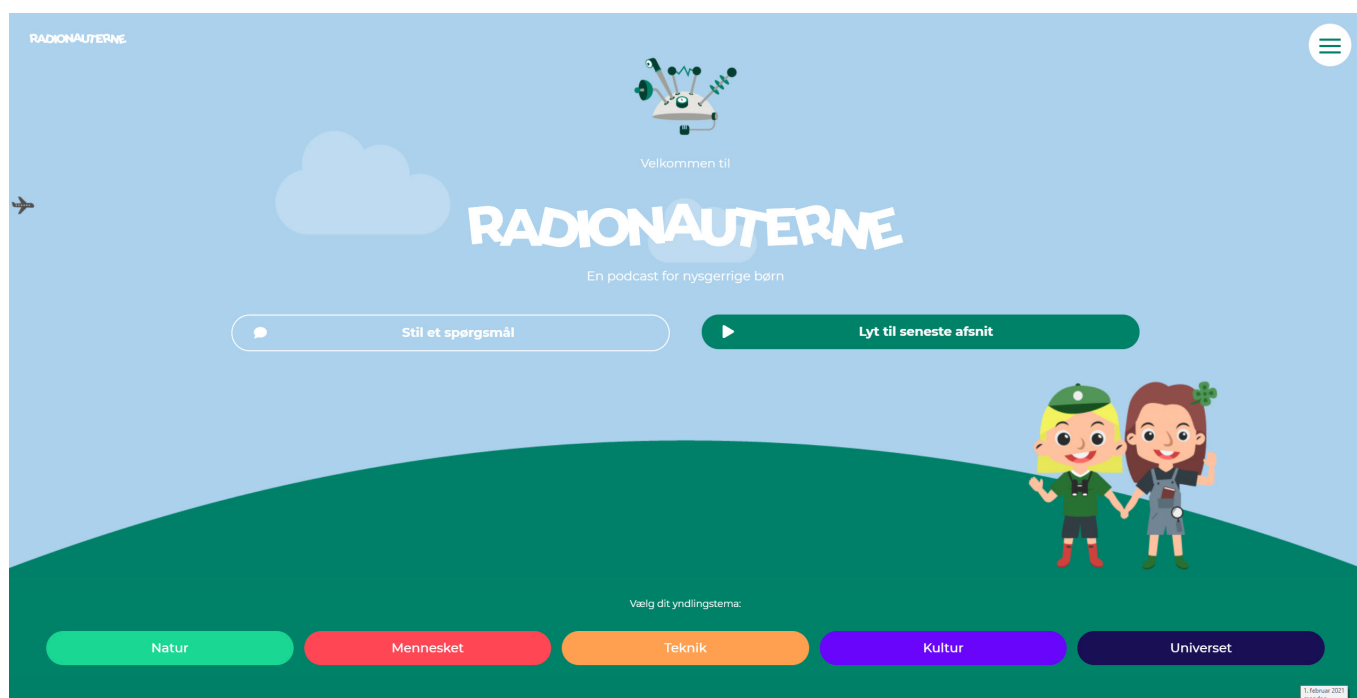 RADIONAUTERNE
Velkommen til
RADIONAUTERNE
En podcast for nysgerrige børn
Stil et spørgsmål
Lyt til seneste afsnit
Vælg dit yndlingstema:
Natur
Mennesket
Teknik
Kultur
Universet
1. februar 2021